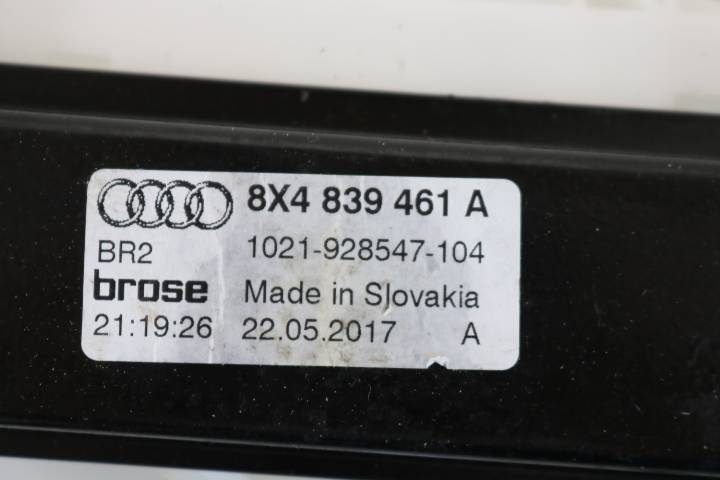 8X4 839 461 A
BR2 1021-928547-104
brose Made in Slovakia
21:19:26 22.05.2017 A